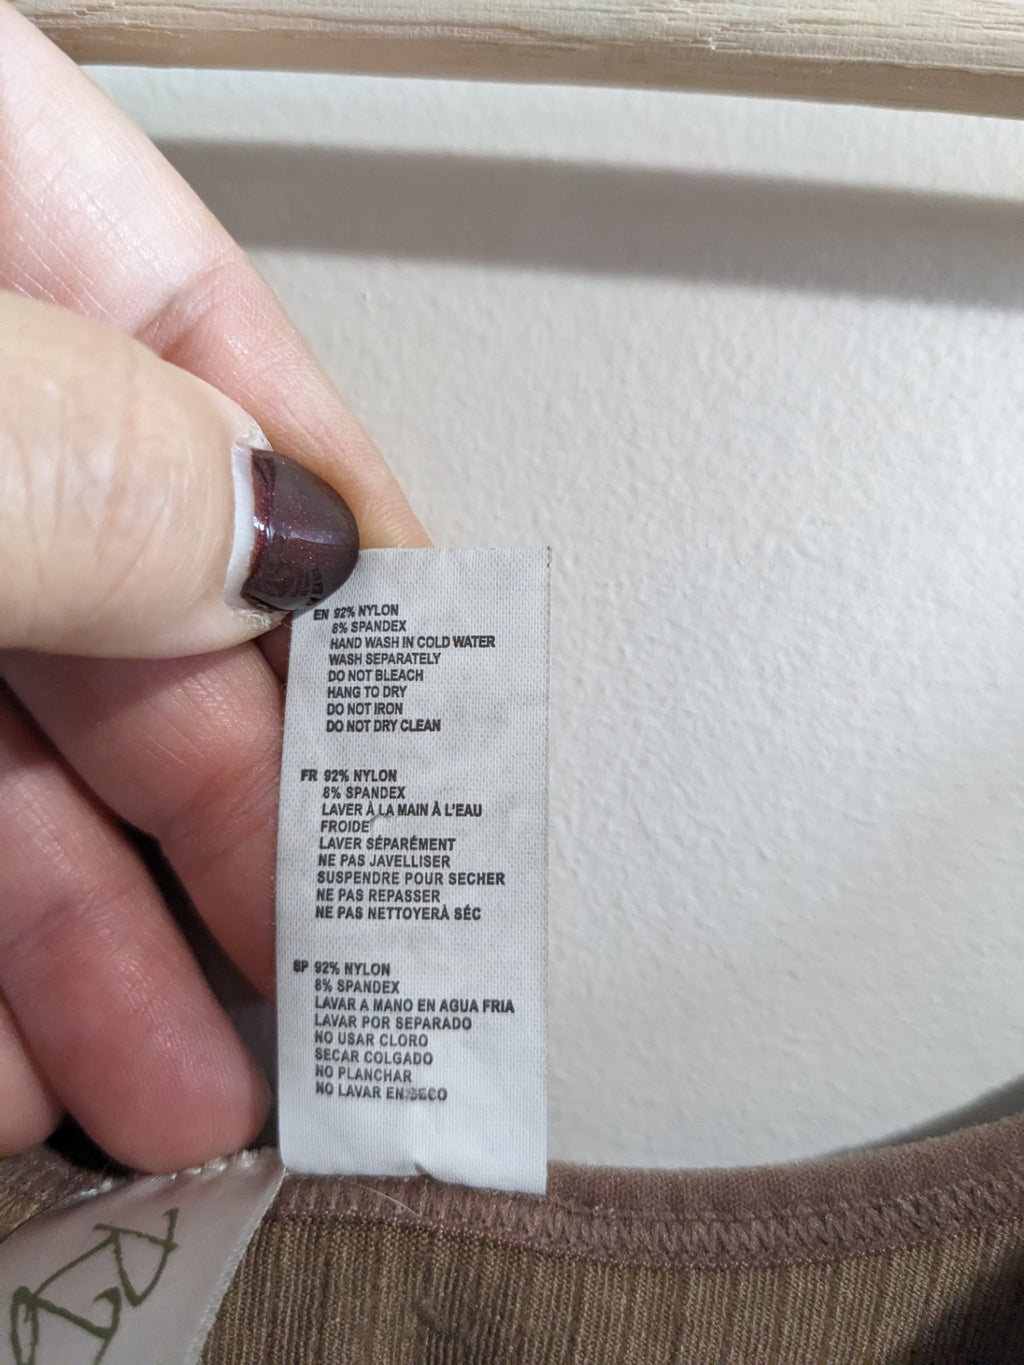 EN 92% NYLON
8% SPANDEX
HAND WASH IN COLD WATER
WASH SEPARATELY
DO NOT BLEACH
HANG TO DRY
DO NOT IRON
DO NOT DRY CLEAN
FR 92% NYLON
8% SPANDEX
LAVER À LA MAIN À L'EAU
FROIDE
LAVER SÉPARÉMENT
NE PAS JAVELLISER
SUSPENDRE POUR SECHER
NE PAS REPASSER
NE PAS NETTOYERÀ SÉC
SP 92% NYLON
8% SPANDEX
LAVAR A MANO EN AGUA FRIA
LAVAR POR SEPARADO
NO USAR CLORO
SECAR COLGADO
NO PLANCHAR
NO LAVAR EN SECO